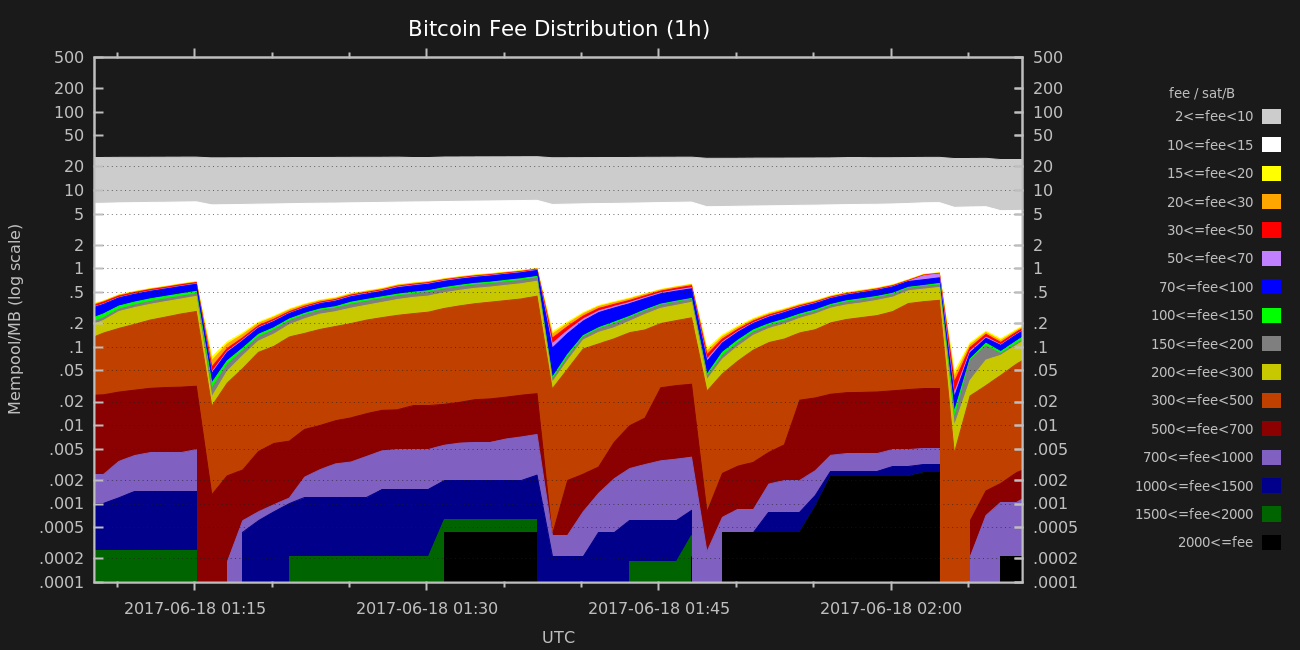 Bitcoin Fee Distribution (1h)
500
200
100
50
20
10
5
2
1
.5
.2
.1
.05
.02
.01
.005
.002
.001
.0005
.0002
.0001
Mempool/MB (log scale)
500
200
100
50
20
10
5
2
1
.5
.2
.1
.05
.02
.01
.005
.002
.001
.0005
.0002
.0001
2017-06-18 01:15 2017-06-18 01:30 2017-06-18 01:45 2017-06-18 02:00
UTC
fee / sat/B
2<=fee<10
10<=fee<15
15<=fee<20
20<=fee<30
30<=fee<50
50<=fee<70
70<=fee<100
100<=fee<150
150<=fee<200
200<=fee<300
300<=fee<500
500<=fee<700
700<=fee<1000
1000<=fee<1500
1500<=fee<2000
2000<=fee